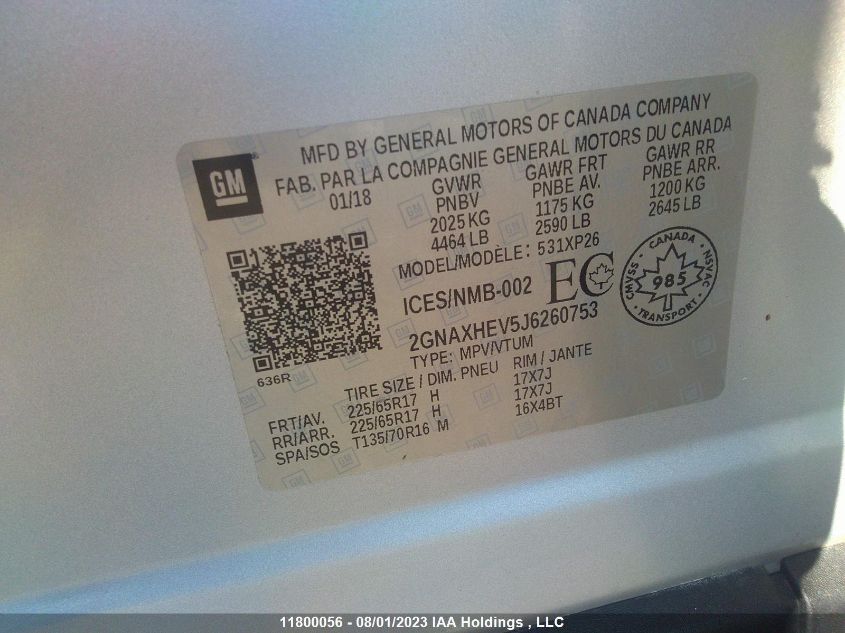 MFD BY GENERAL MOTORS OF CANADA COMPANY
FAB. PAR LA COMPAGNIE GENERAL MOTORS DU CANADA
GM
01/18
GVWR GAWR FRT GAWR RR
PNBV PNBE AV. PNBE ARR.
2025 KG 1175 KG 1200 KG
4464 LB 2590 LB 2645 LB
MODEL/MODÈLE: 531XP26
ICES/NMB-002 EC
CANADA
CMVSS 985 NSVAC
TRANSPORT
2GNAXHEV5J6260753
TYPE: MPV/VTUM
636R
TIRE SIZE / DIM. PNEU RIM / JANTE
FRT/AV. 225/65R17 H 17X7J
RR/ARR. 225/65R17 H 17X7J
SPA/SOS T135/70R16 M 16X4BT
11800056 - 08/01/2023 IAA Holdings , LLC